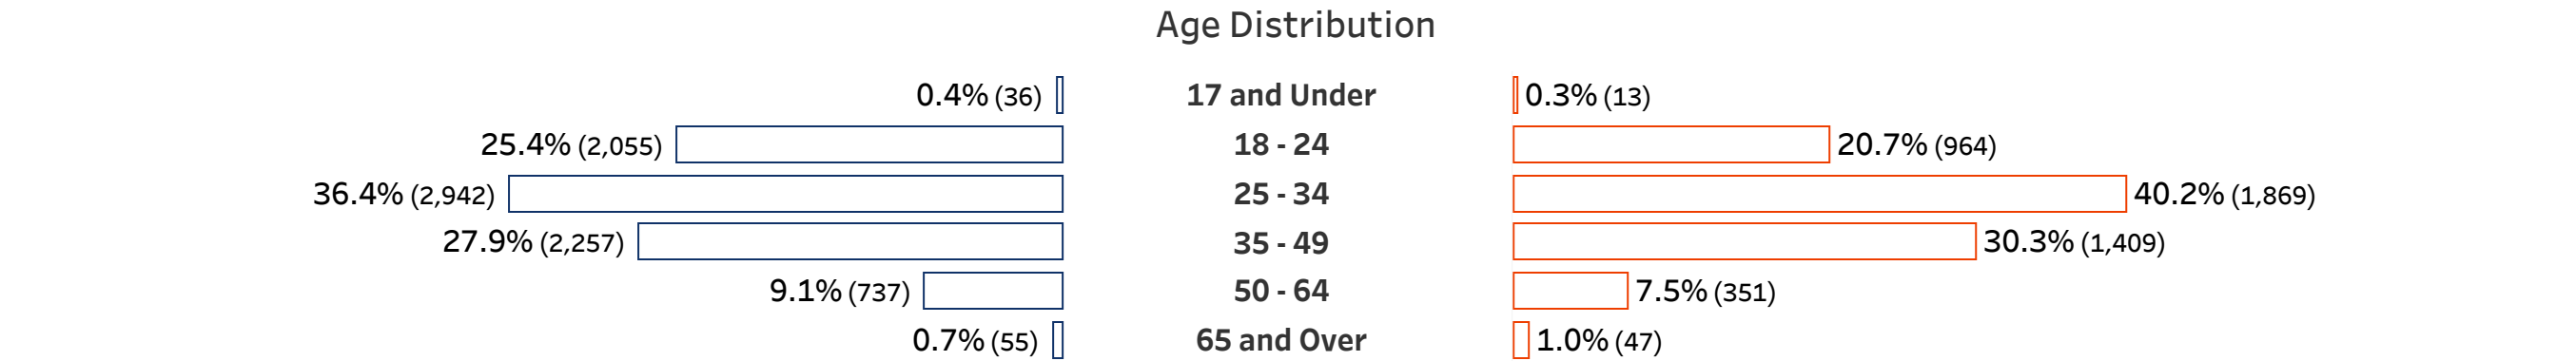 Age Distribution
0.4% (36) 17 and Under 0.3% (13)
25.4% (2,055) 18 - 24 20.7% (964)
36.4% (2,942) 25 - 34 40.2% (1,869)
27.9% (2,257) 35 - 49 30.3% (1,409)
9.1% (737) 50 - 64 7.5% (351)
0.7% (55) 65 and Over 1.0% (47)